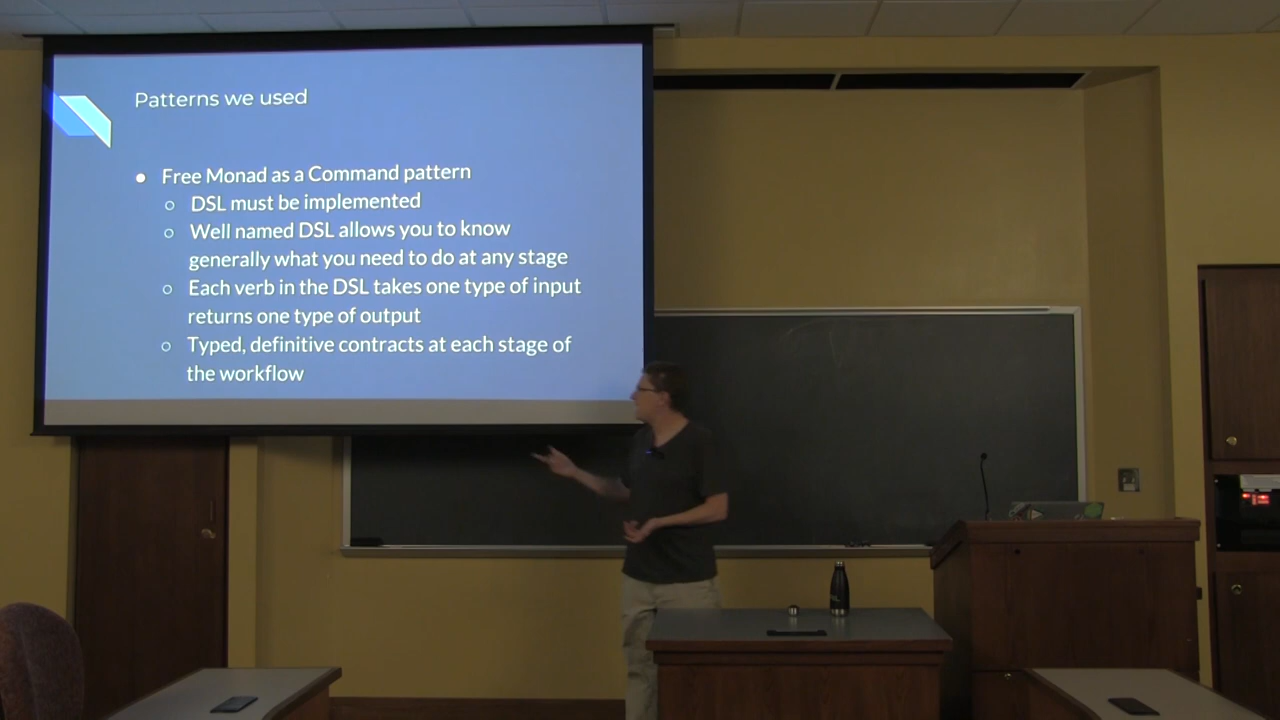 Patterns we used
● Free Monad as a Command pattern
○ DSL must be implemented
○ Well named DSL allows you to know
generally what you need to do at any stage
○ Each verb in the DSL takes one type of input
returns one type of output
○ Typed, definitive contracts at each stage of
the workflow